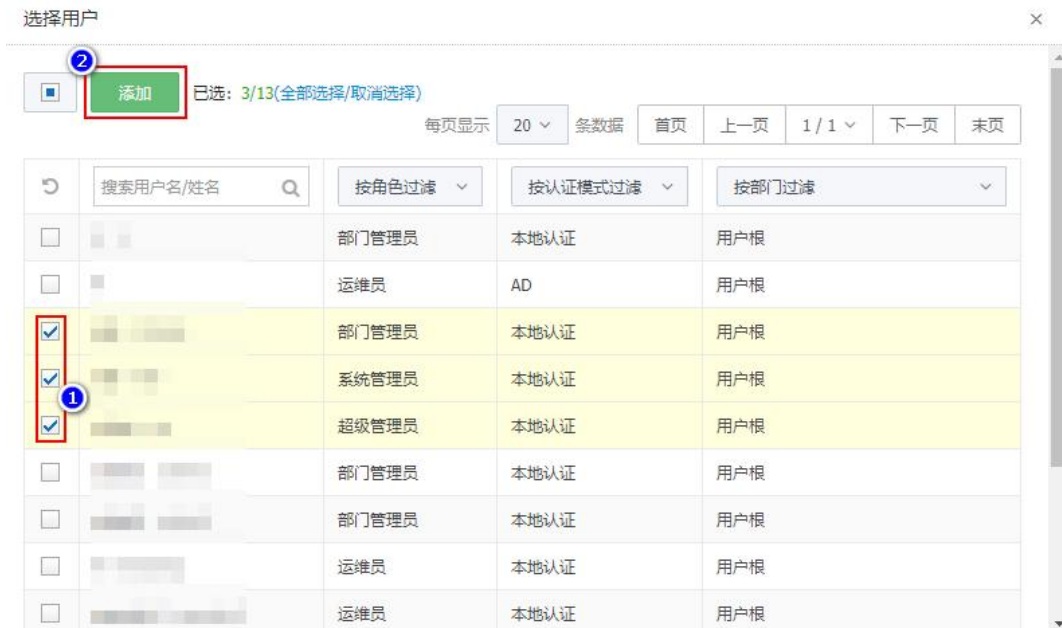 选择用户
2
添加 已选：3/13(全部选择/取消选择)
每页显示 20 条数据 首页 上一页 1 / 1 下一页 末页
搜索用户名/姓名 按角色过滤 按认证模式过滤 按部门过滤
部门管理员 本地认证 用户根
运维员 AD 用户根
部门管理员 本地认证 用户根
系统管理员 本地认证 用户根
1
超级管理员 本地认证 用户根
部门管理员 本地认证 用户根
部门管理员 本地认证 用户根
运维员 本地认证 用户根
运维员 本地认证 用户根